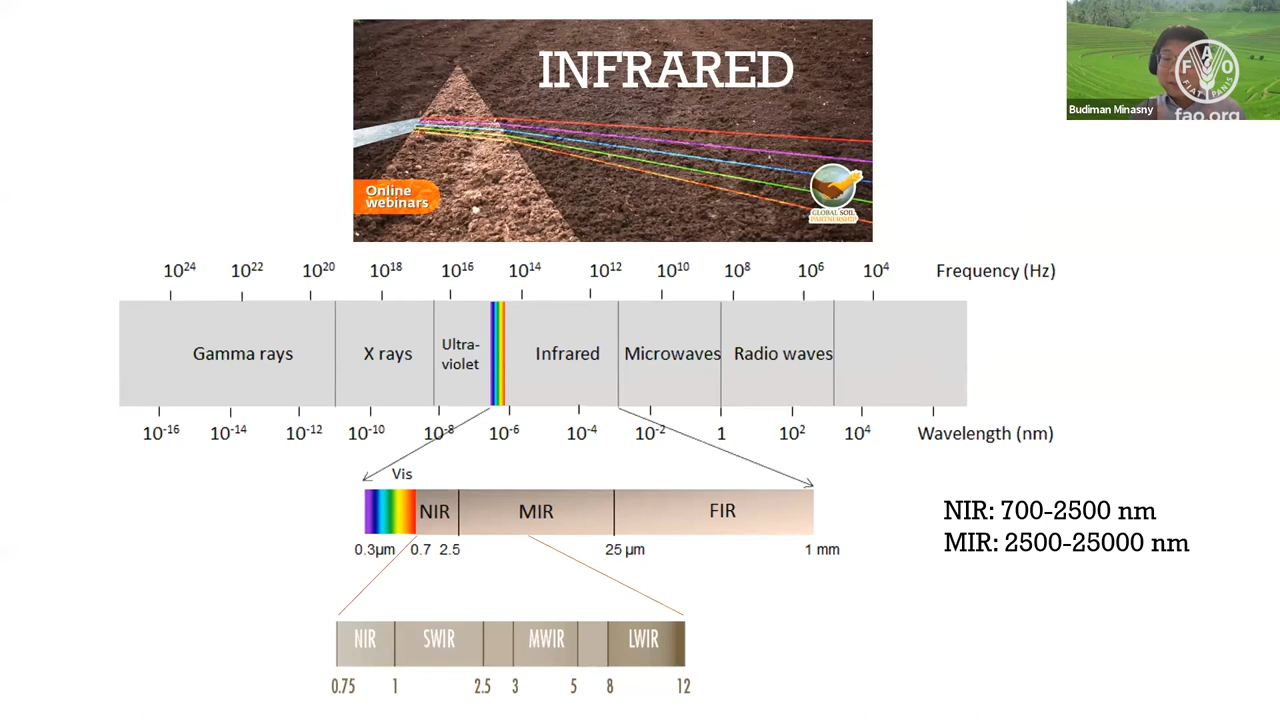 INFRARED
Budiman Minasny
F A O
FIAT PANIS
fao.org
Online
webinars
GLOBAL SOIL
PARTNERSHIP
10²⁴ 10²² 10²⁰ 10¹⁸ 10¹⁶ 10¹⁴ 10¹² 10¹⁰ 10⁸ 10⁶ 10⁴ Frequency (Hz)
Gamma rays X rays Ultra-
violet Infrared Microwaves Radio waves
10⁻¹⁶ 10⁻¹⁴ 10⁻¹² 10⁻¹⁰ 10⁻⁸ 10⁻⁶ 10⁻⁴ 10⁻² 1 10² 10⁴ Wavelength (nm)
Vis
NIR MIR FIR
0.3µm 0.7 2.5 25 µm 1 mm
NIR: 700-2500 nm
MIR: 2500-25000 nm
NIR SWIR MWIR LWIR
0.75 1 2.5 3 5 8 12